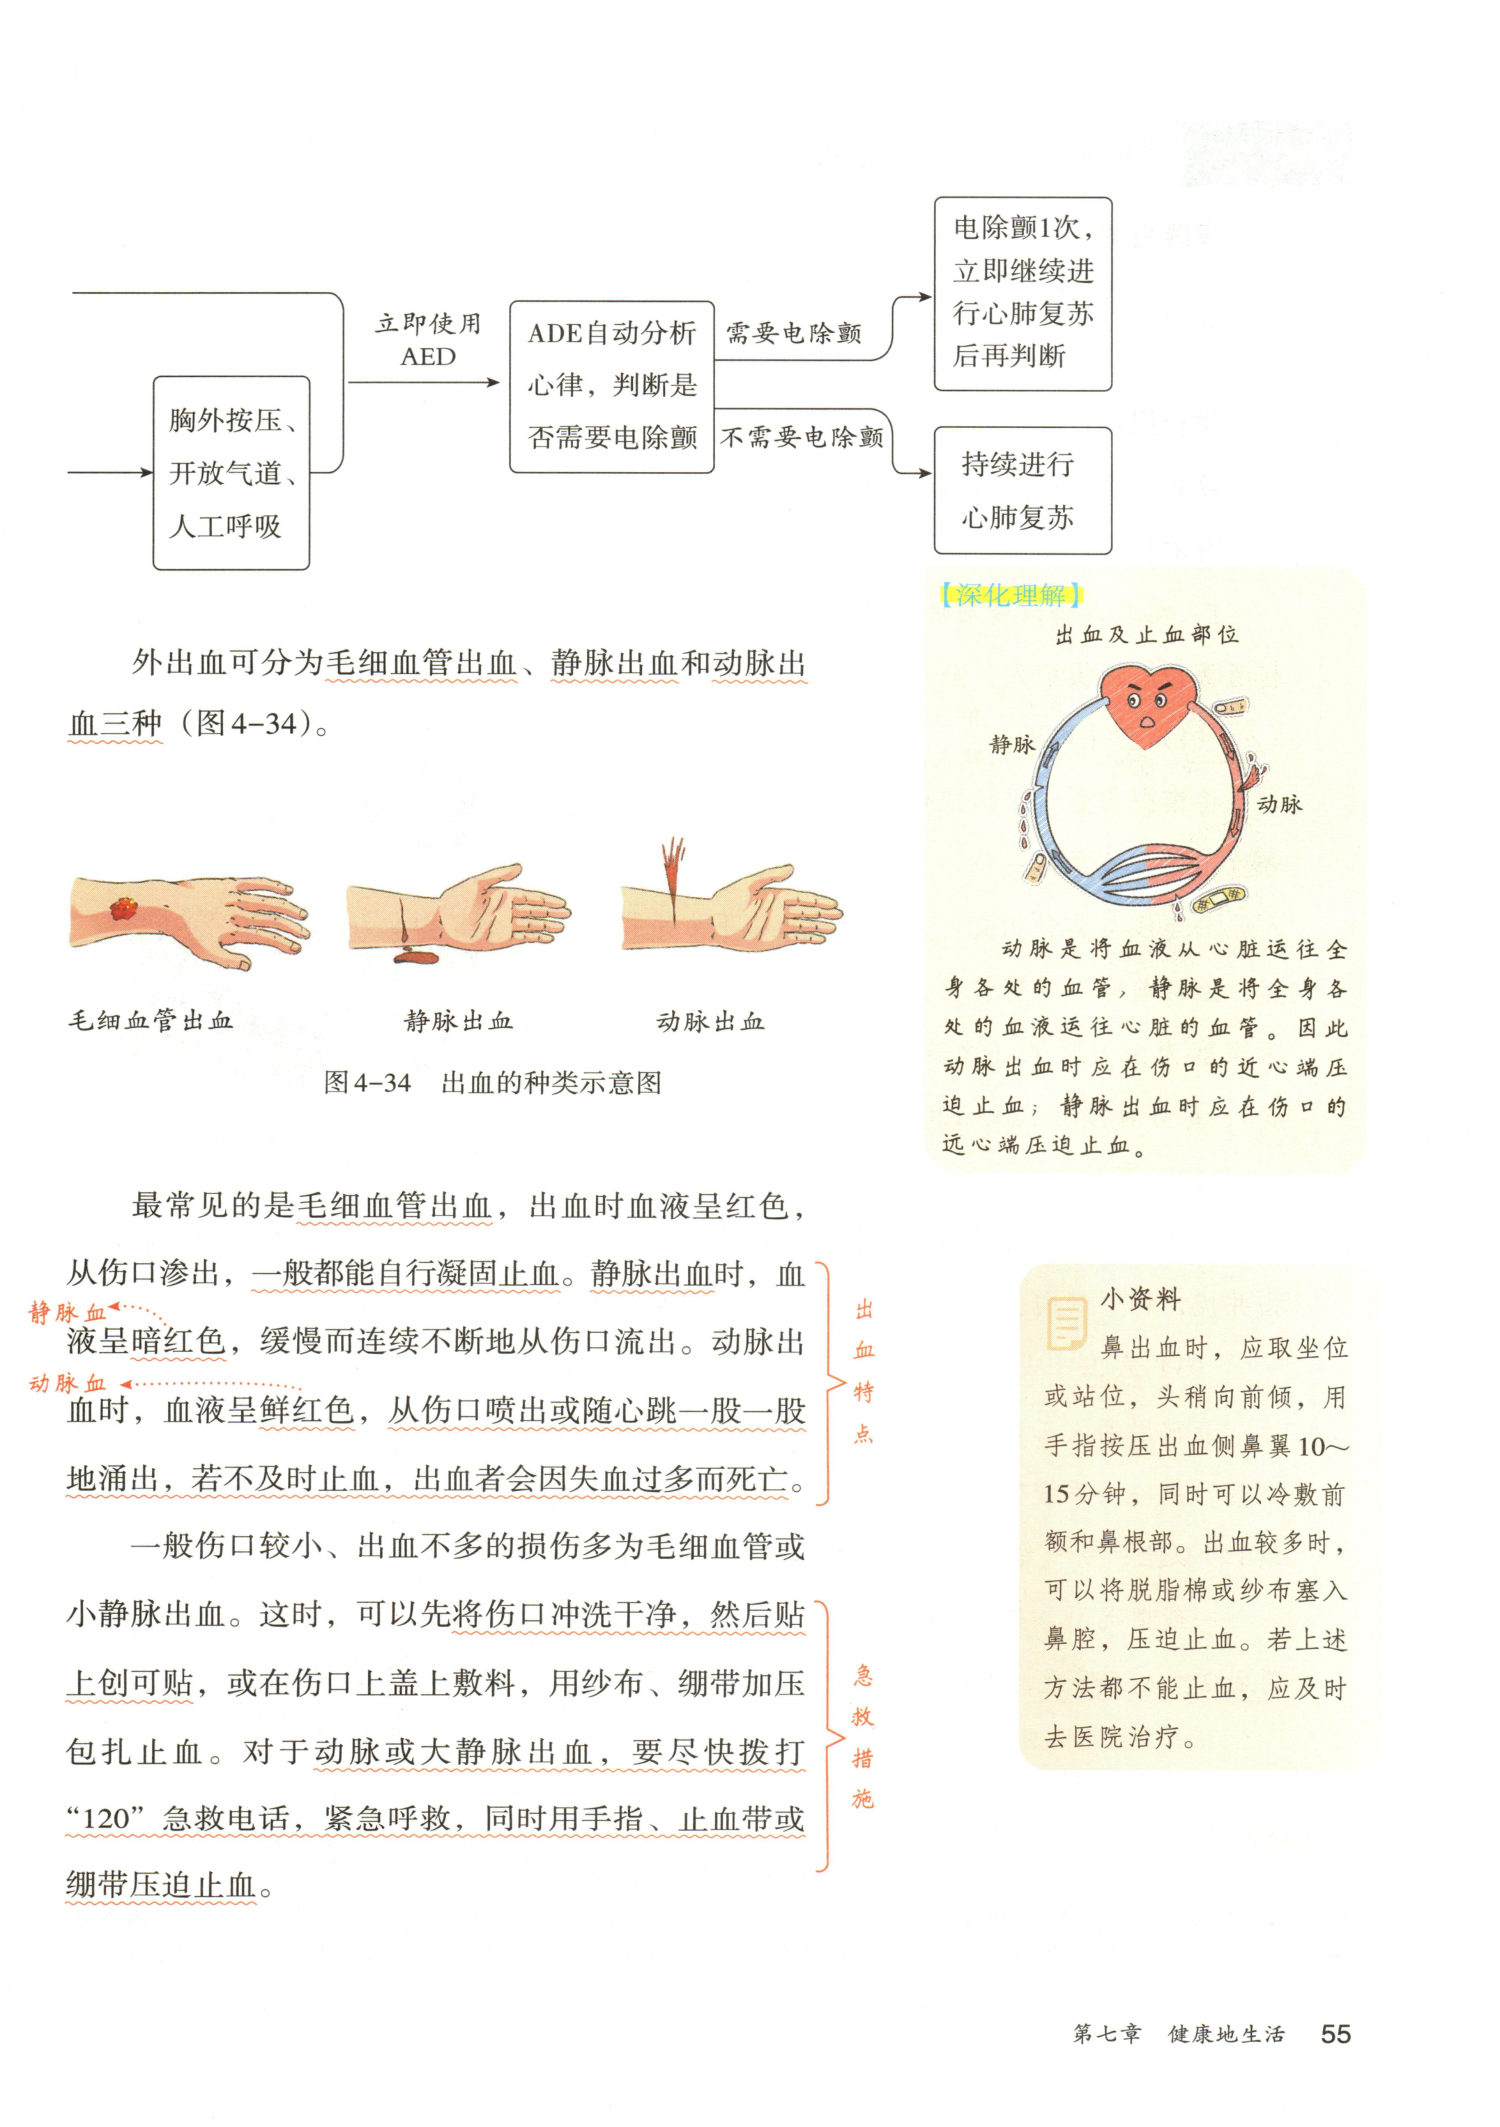 立即使用
AED
胸外按压、
开放气道、
人工呼吸
ADE自动分析
心律，判断是
否需要电除颤
需要电除颤
不需要电除颤
电除颤1次，
立即继续进
行心肺复苏
后再判断
持续进行
心肺复苏
外出血可分为毛细血管出血、静脉出血和动脉出
血三种（图4-34）。
毛细血管出血
静脉出血
动脉出血
图4-34 出血的种类示意图
【深化理解】
出血及止血部位
静脉
动脉
动脉是将血液从心脏运往全
身各处的血管，静脉是将全身各
处的血液运往心脏的血管。因此
动脉出血时应在伤口的近心端压
迫止血；静脉出血时应在伤口的
远心端压迫止血。
最常见的是毛细血管出血，出血时血液呈红色，
从伤口渗出，一般都能自行凝固止血。静脉出血时，血
静脉血
液呈暗红色，缓慢而连续不断地从伤口流出。动脉出
动脉血
血时，血液呈鲜红色，从伤口喷出或随心跳一股一股
地涌出，若不及时止血，出血者会因失血过多而死亡。
出血特点
一般伤口较小、出血不多的损伤多为毛细血管或
小静脉出血。这时，可以先将伤口冲洗干净，然后贴
上创可贴，或在伤口上盖上敷料，用纱布、绷带加压
包扎止血。对于动脉或大静脉出血，要尽快拨打
“120”急救电话，紧急呼救，同时用手指、止血带或
绷带压迫止血。
急救措施
小资料
鼻出血时，应取坐位
或站位，头稍向前倾，用
手指按压出血侧鼻翼10～
15分钟，同时可以冷敷前
额和鼻根部。出血较多时，
可以将脱脂棉或纱布塞入
鼻腔，压迫止血。若上述
方法都不能止血，应及时
去医院治疗。
第七章 健康地生活 55